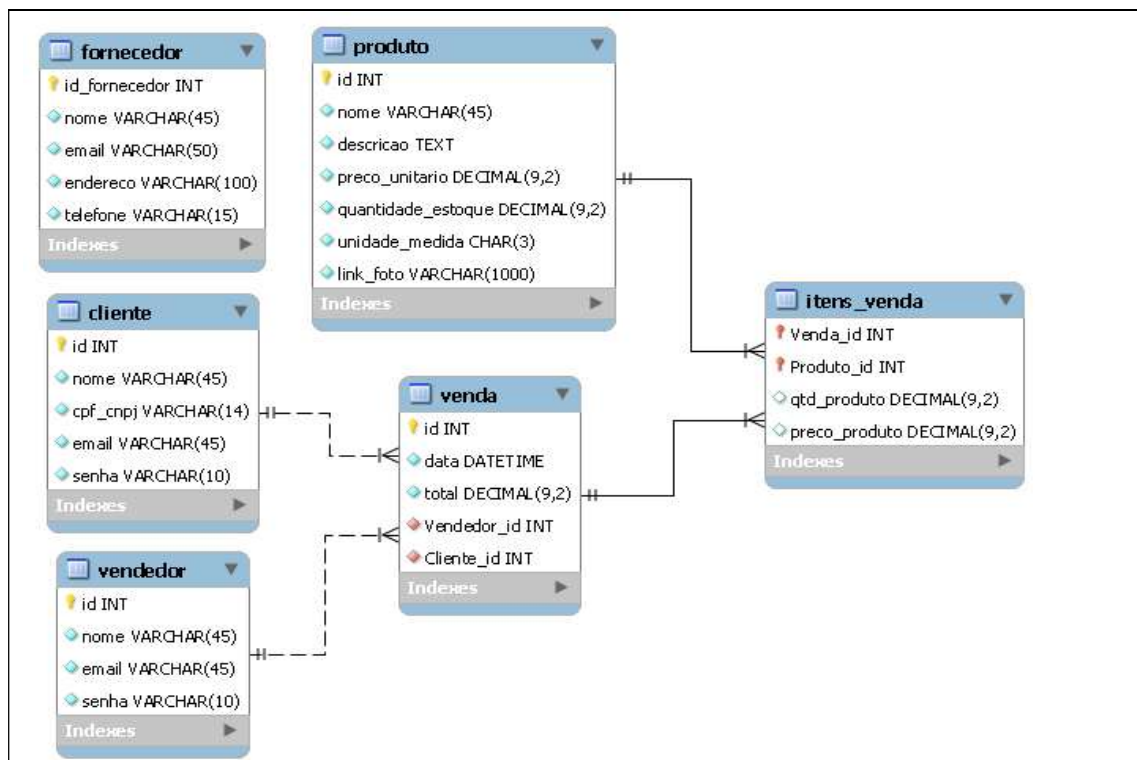 fornecedor
id_fornecedor INT
nome VARCHAR(45)
email VARCHAR(50)
endereco VARCHAR(100)
telefone VARCHAR(15)
Indexes
produto
id INT
nome VARCHAR(45)
descricao TEXT
preco_unitario DECIMAL(9,2)
quantidade_estoque DECIMAL(9,2)
unidade_medida CHAR(3)
link_foto VARCHAR(1000)
Indexes
cliente
id INT
nome VARCHAR(45)
cpf_cnpj VARCHAR(14)
email VARCHAR(45)
senha VARCHAR(10)
Indexes
venda
id INT
data DATETIME
total DECIMAL(9,2)
Vendedor_id INT
Cliente_id INT
Indexes
itens_venda
Venda_id INT
Produto_id INT
qtd_produto DECIMAL(9,2)
preco_produto DECIMAL(9,2)
Indexes
vendedor
id INT
nome VARCHAR(45)
email VARCHAR(45)
senha VARCHAR(10)
Indexes